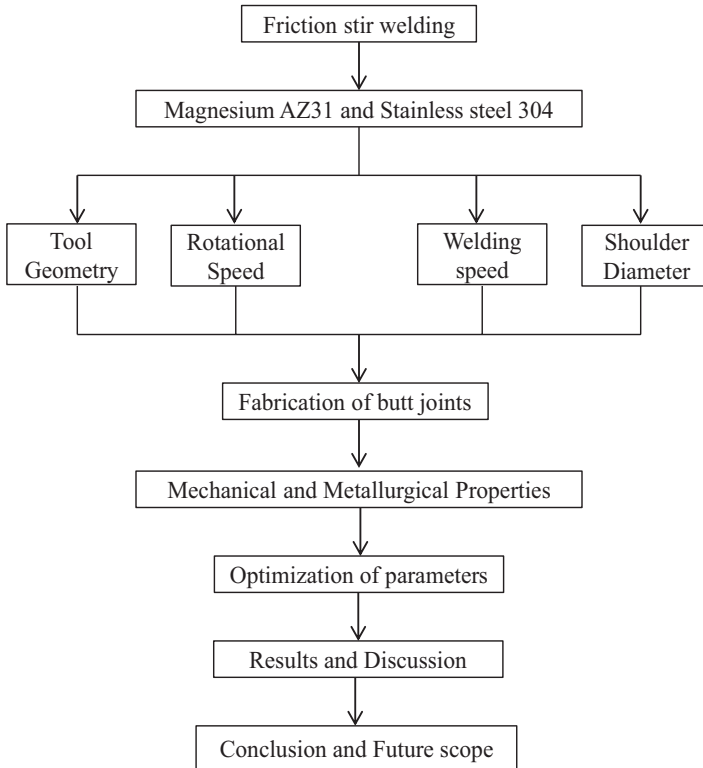 Friction stir welding
Magnesium AZ31 and Stainless steel 304
Tool
Geometry
Rotational
Speed
Welding
speed
Shoulder
Diameter
Fabrication of butt joints
Mechanical and Metallurgical Properties
Optimization of parameters
Results and Discussion
Conclusion and Future scope